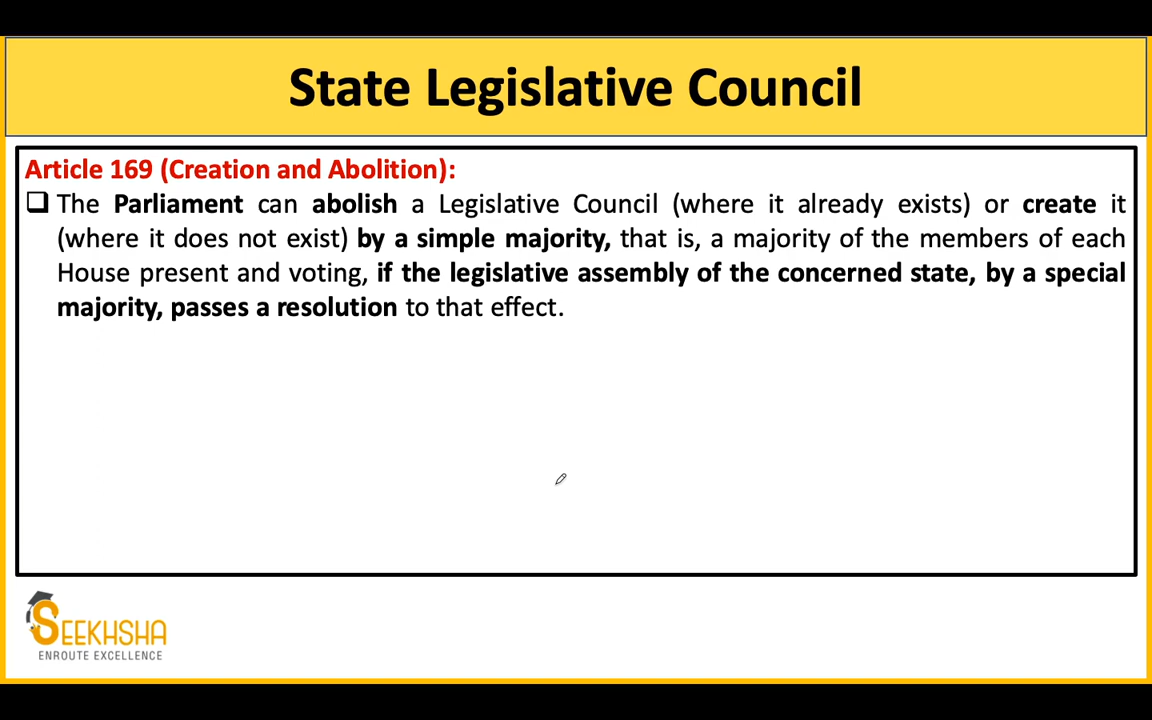 State Legislative Council
Article 169 (Creation and Abolition):
The Parliament can abolish a Legislative Council (where it already exists) or create it
(where it does not exist) by a simple majority, that is, a majority of the members of each
House present and voting, if the legislative assembly of the concerned state, by a special
majority, passes a resolution to that effect.
SEEKHSHA
ENROUTE EXCELLENCE